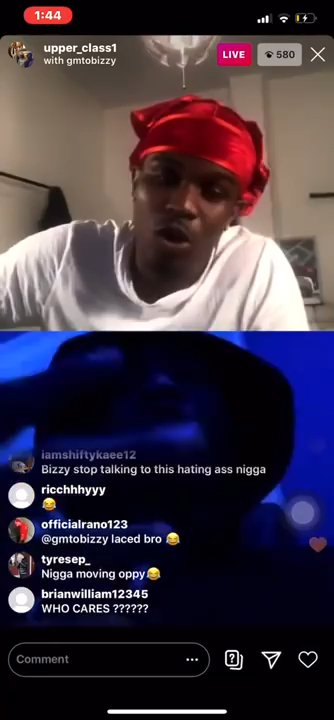 1:44
upper_class1
with gmtobizzy
LIVE
580
iamshiftykaee12
Bizzy stop talking to this hating ass nigga
ricchhhyyy
😂
officialrano123
@gmtobizzy laced bro 😂
tyresep_
Nigga moving oppy😂
brianwilliam12345
WHO CARES ??????
Comment